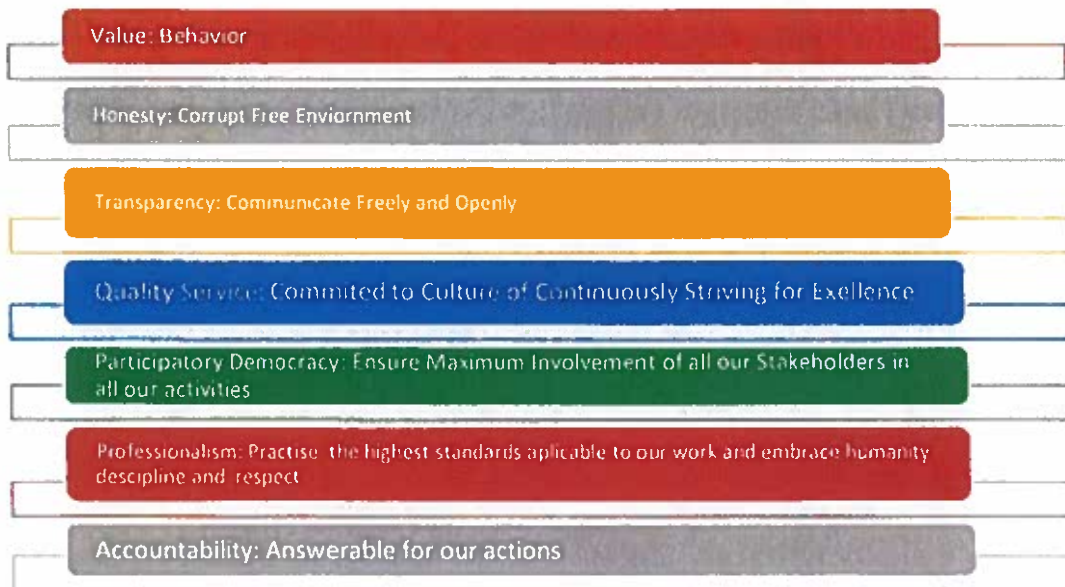 Value: Behavior
Honesty: Corrupt Free Enviornment
Transparency: Communicate Freely and Openly
Quality Service: Commited to Culture of Continuously Striving for Exellence
Participatory Democracy: Ensure Maximum Involvement of all our Stakeholders in
all our activities
Professionalism: Practise the highest standards aplicable to our work and embrace humanity
descipline and respect
Accountability: Answerable for our actions